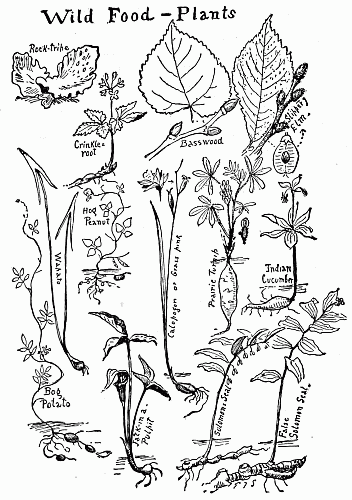 Wild Food - Plants
Rock-tripe
Crinkle-
root
Basswood
Slippery
Elm.
Hog
Peanut
Wapato
Calopogon or Grass pink
Prairie Turnip
Indian
Cucumber
Bog
Potato
Jack-in-a-
Pulpit
Solomons Seal
False
Solomon Seal.